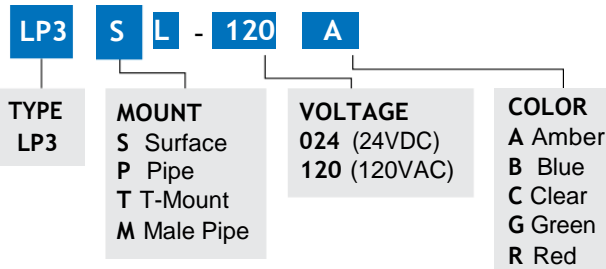 LP3 S L - 120 A
TYPE
LP3
MOUNT
S Surface
P Pipe
T T-Mount
M Male Pipe
VOLTAGE
024 (24VDC)
120 (120VAC)
COLOR
A Amber
B Blue
C Clear
G Green
R Red